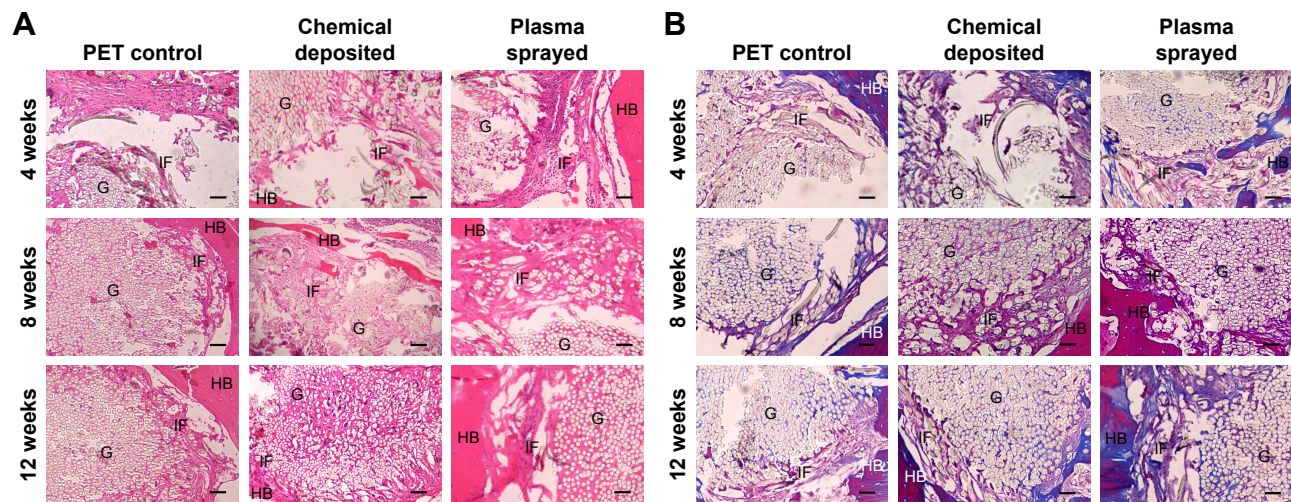 A
B
PET control
Chemical
deposited
Plasma
sprayed
PET control
Chemical
deposited
Plasma
sprayed
4 weeks
IF
G
G
IF
HB
G
IF
HB
4 weeks
HB
IF
G
IF
G
G
IF
HB
8 weeks
IF
G
HB
IF
G
HB
IF
G
8 weeks
G
IF
HB
G
IF
HB
IF
G
HB
12 weeks
HB
IF
G
G
IF
HB
G
HB
IF
12 weeks
G
IF
HB
G
IF
HB
HB
IF
G